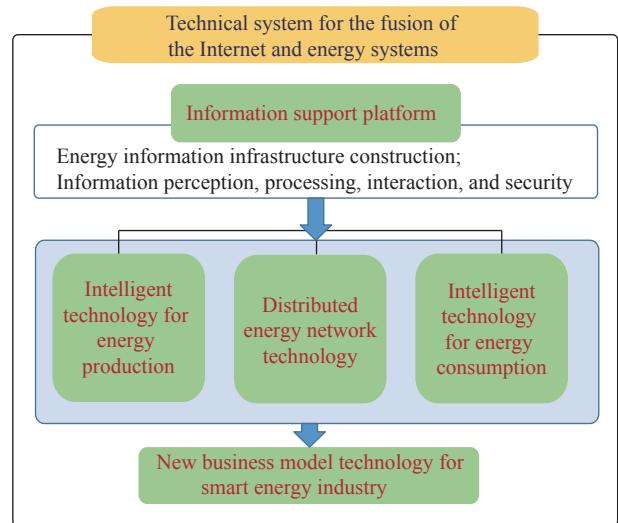 Technical system for the fusion of
the Internet and energy systems
Information support platform
Energy information infrastructure construction;
Information perception, processing, interaction, and security
Intelligent
technology for
energy
production
Distributed
energy network
technology
Intelligent
technology
for energy
consumption
New business model technology for
smart energy industry